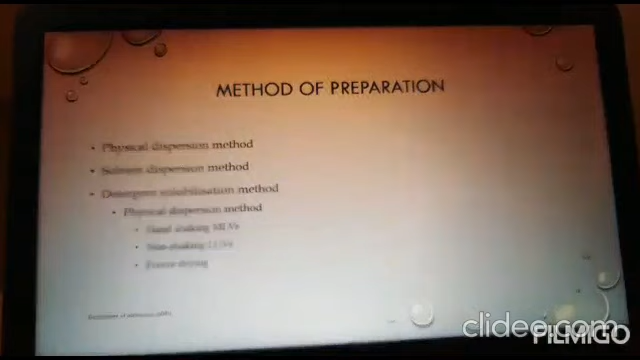 METHOD OF PREPARATION
• Physical dispersion method
• Solvent dispersion method
• Detergent solubilisation method
• Physical dispersion method
• Hand shaking MLVs
• Non-shaking LUVs
• Freeze drying
clideo.com
FILMIGO